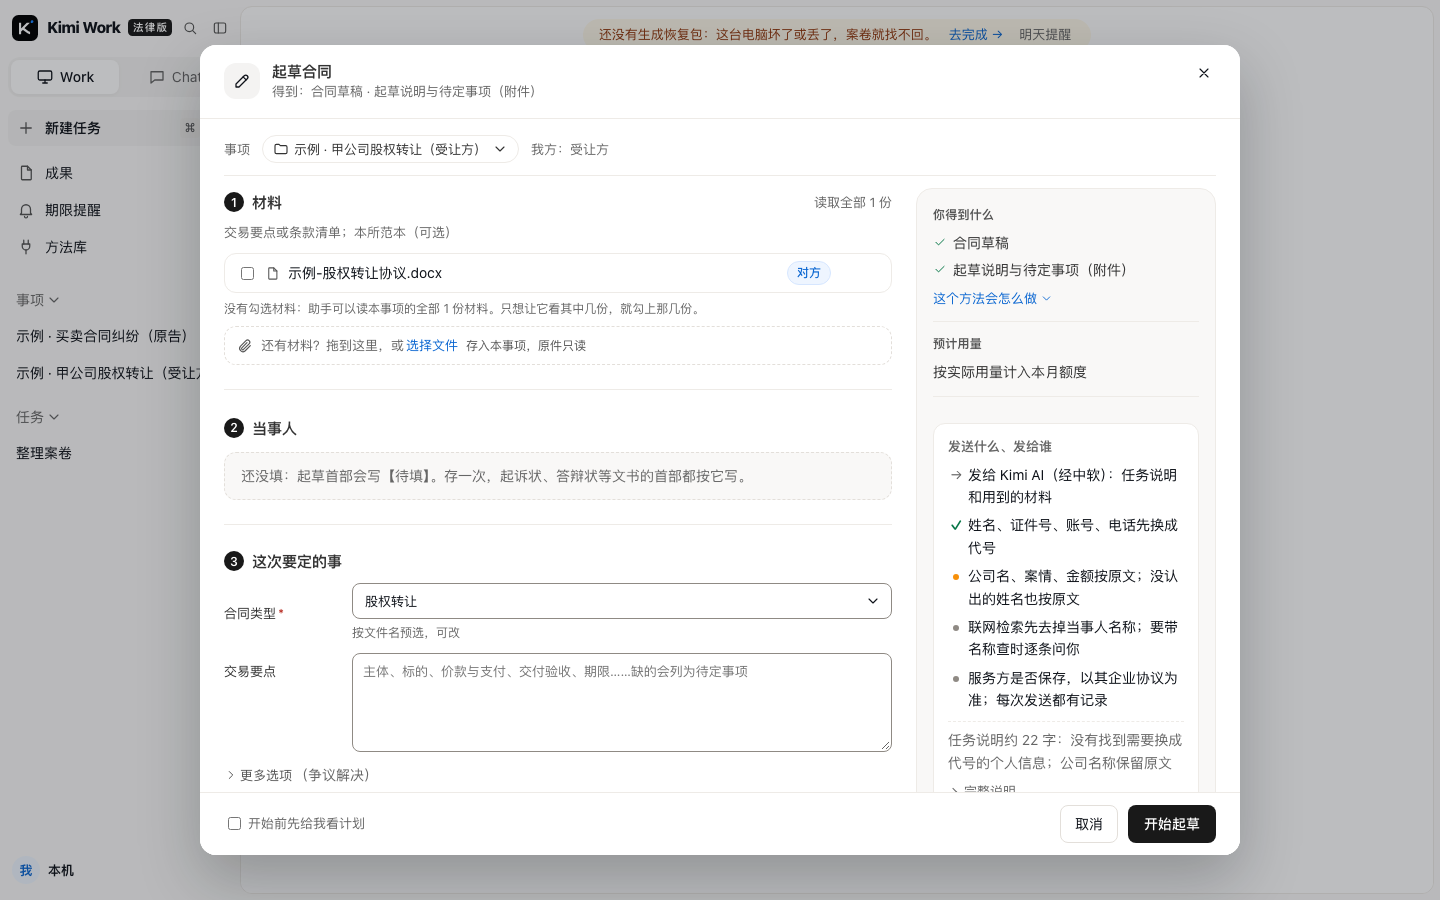 Kimi Work 法律版
还没有生成恢复包：这台电脑坏了或丢了，案卷就找不回。 去完成 → 明天提醒
Work
Chat
新建任务 ⌘
成果
期限提醒
方法库
事项
示例 · 买卖合同纠纷（原告）
示例 · 甲公司股权转让（受让方
任务
整理案卷
我 本机
起草合同
得到：合同草稿 · 起草说明与待定事项（附件）
事项 示例 · 甲公司股权转让（受让方） 我方：受让方
1 材料 读取全部 1 份
交易要点或条款清单；本所范本（可选）
示例-股权转让协议.docx 对方
没有勾选材料：助手可以读本事项的全部 1 份材料。只想让它看其中几份，就勾上那几份。
还有材料？拖到这里，或 选择文件 存入本事项，原件只读
2 当事人
还没填：起草首部会写【待填】。存一次，起诉状、答辩状等文书的首部都按它写。
3 这次要定的事
合同类型 * 股权转让
按文件名预选，可改
交易要点 主体、标的、价款与支付、交付验收、期限……缺的会列为待定事项
更多选项 （争议解决）
你得到什么
合同草稿
起草说明与待定事项（附件）
这个方法会怎么做
预计用量
按实际用量计入本月额度
发送什么、发给谁
→ 发给 Kimi AI（经中软）：任务说明
和用到的材料
姓名、证件号、账号、电话先换成
代号
公司名、案情、金额按原文；没认
出的姓名也按原文
联网检索先去掉当事人名称；要带
名称查时逐条问你
服务方是否保存，以其企业协议为
准；每次发送都有记录
任务说明约 22 字：没有找到需要换成
代号的个人信息；公司名称保留原文
完整说明
开始前先给我看计划
取消 开始起草